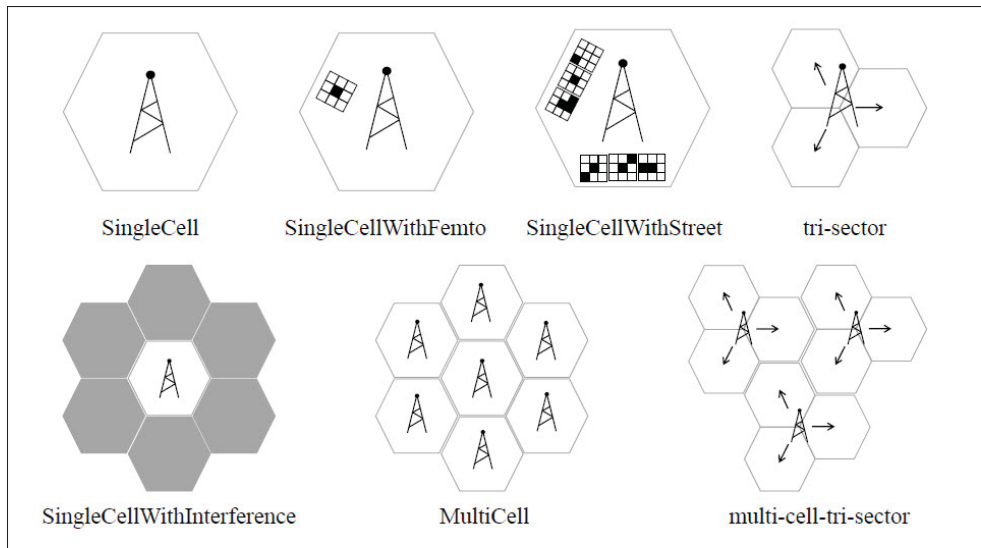 SingleCell
SingleCellWithFemto
SingleCellWithStreet
tri-sector
SingleCellWithInterference
MultiCell
multi-cell-tri-sector